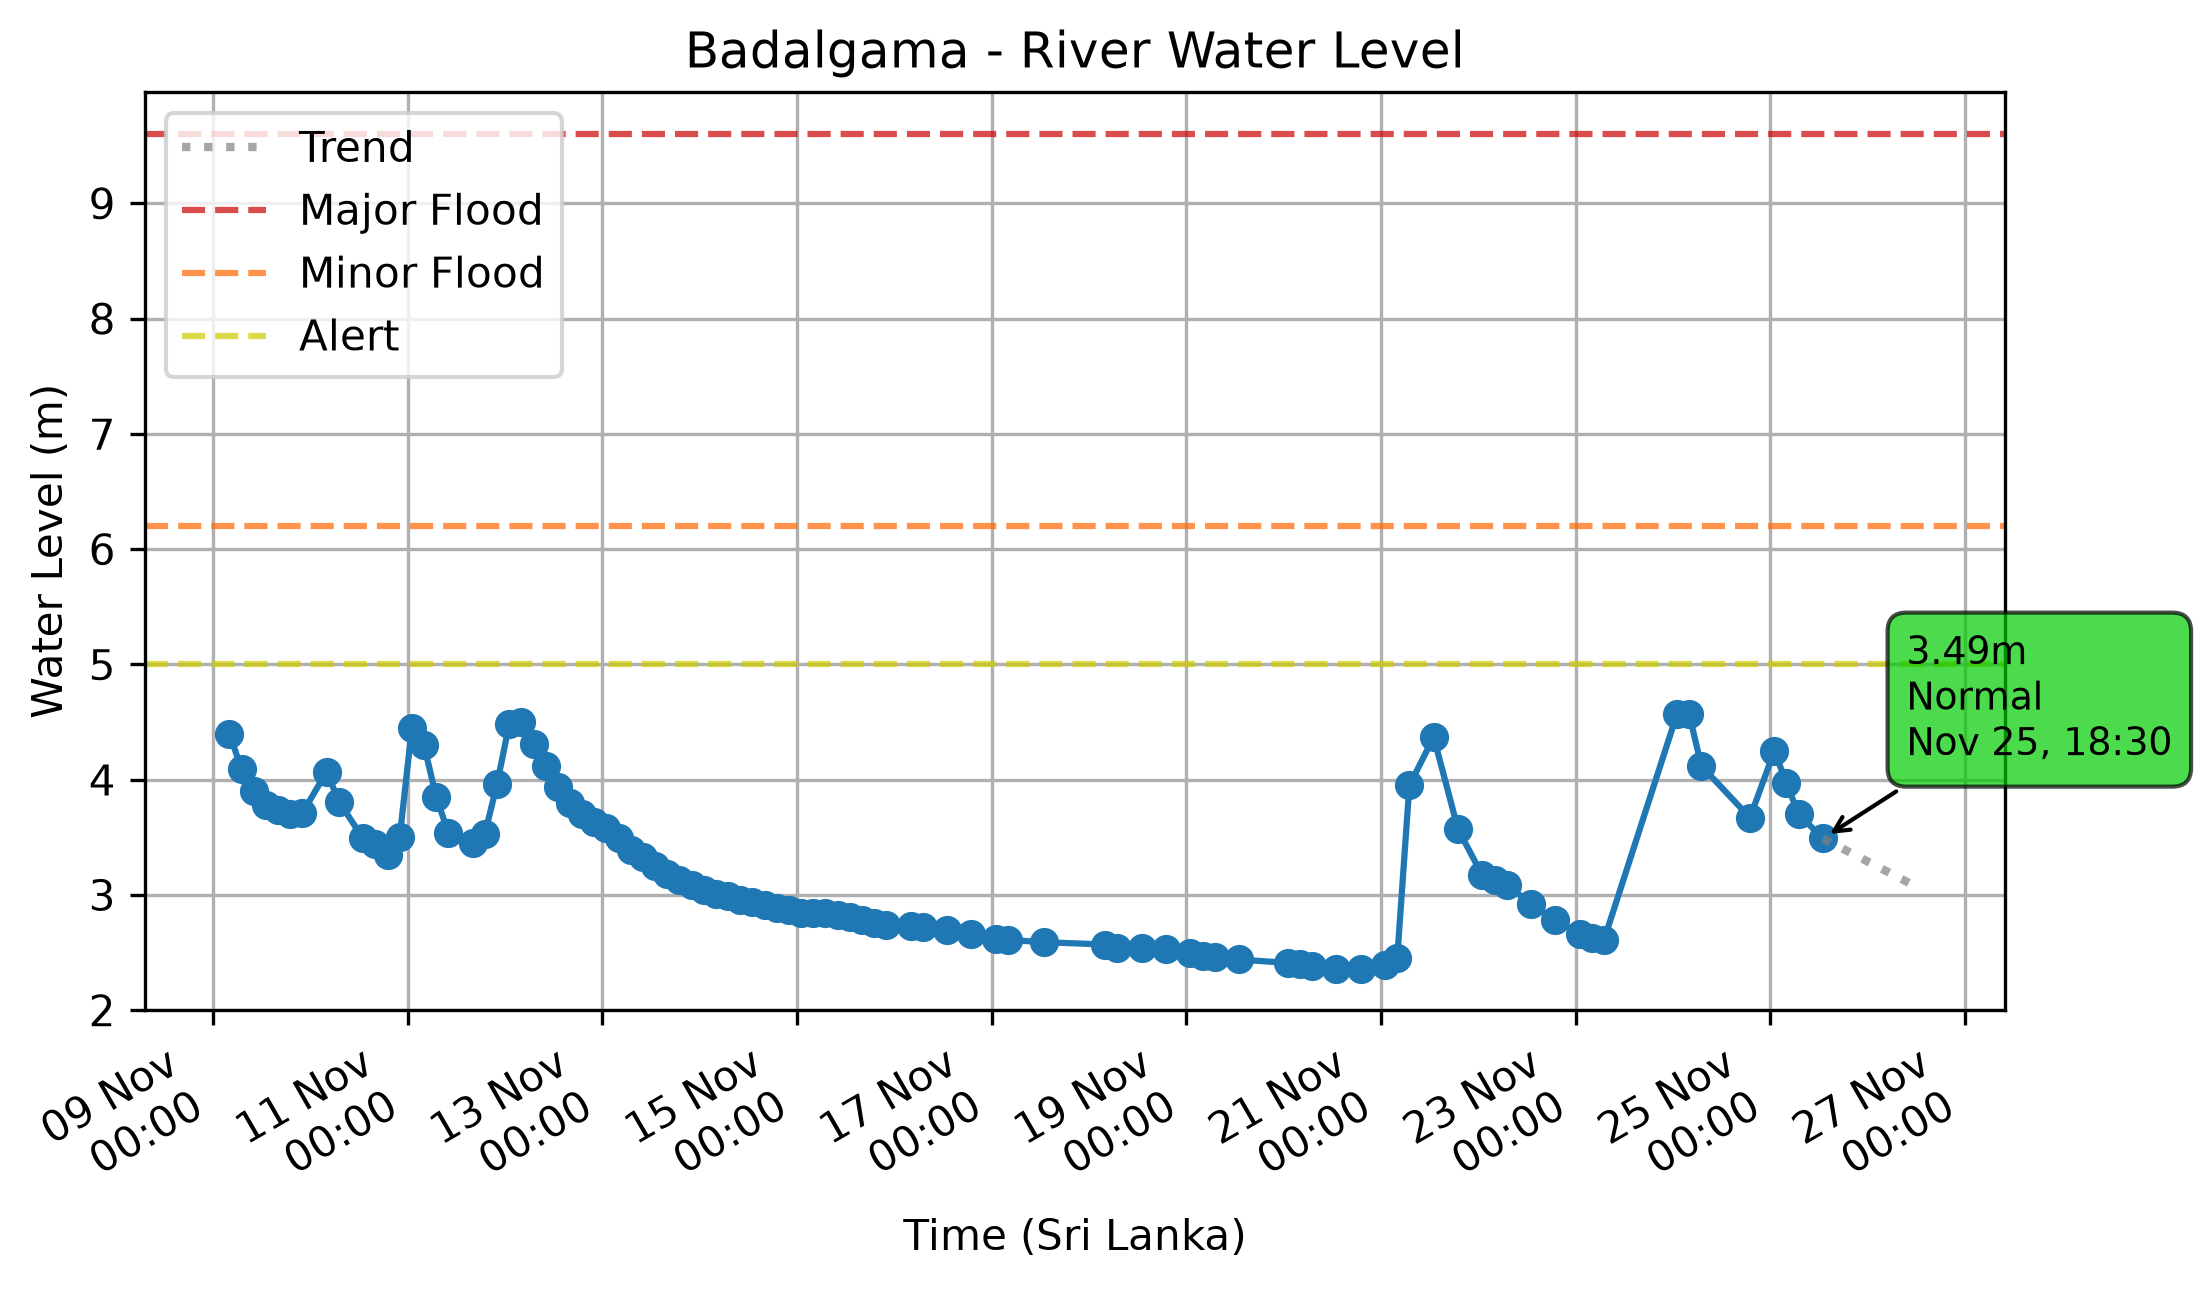 Badalgama - River Water Level
Trend
Major Flood
Minor Flood
Alert
9
8
7
6
5
4
3
2
Water Level (m)
3.49m
Normal
Nov 25, 18:30
09 Nov
00:00
11 Nov
00:00
13 Nov
00:00
15 Nov
00:00
17 Nov
00:00
19 Nov
00:00
21 Nov
00:00
23 Nov
00:00
25 Nov
00:00
27 Nov
00:00
Time (Sri Lanka)